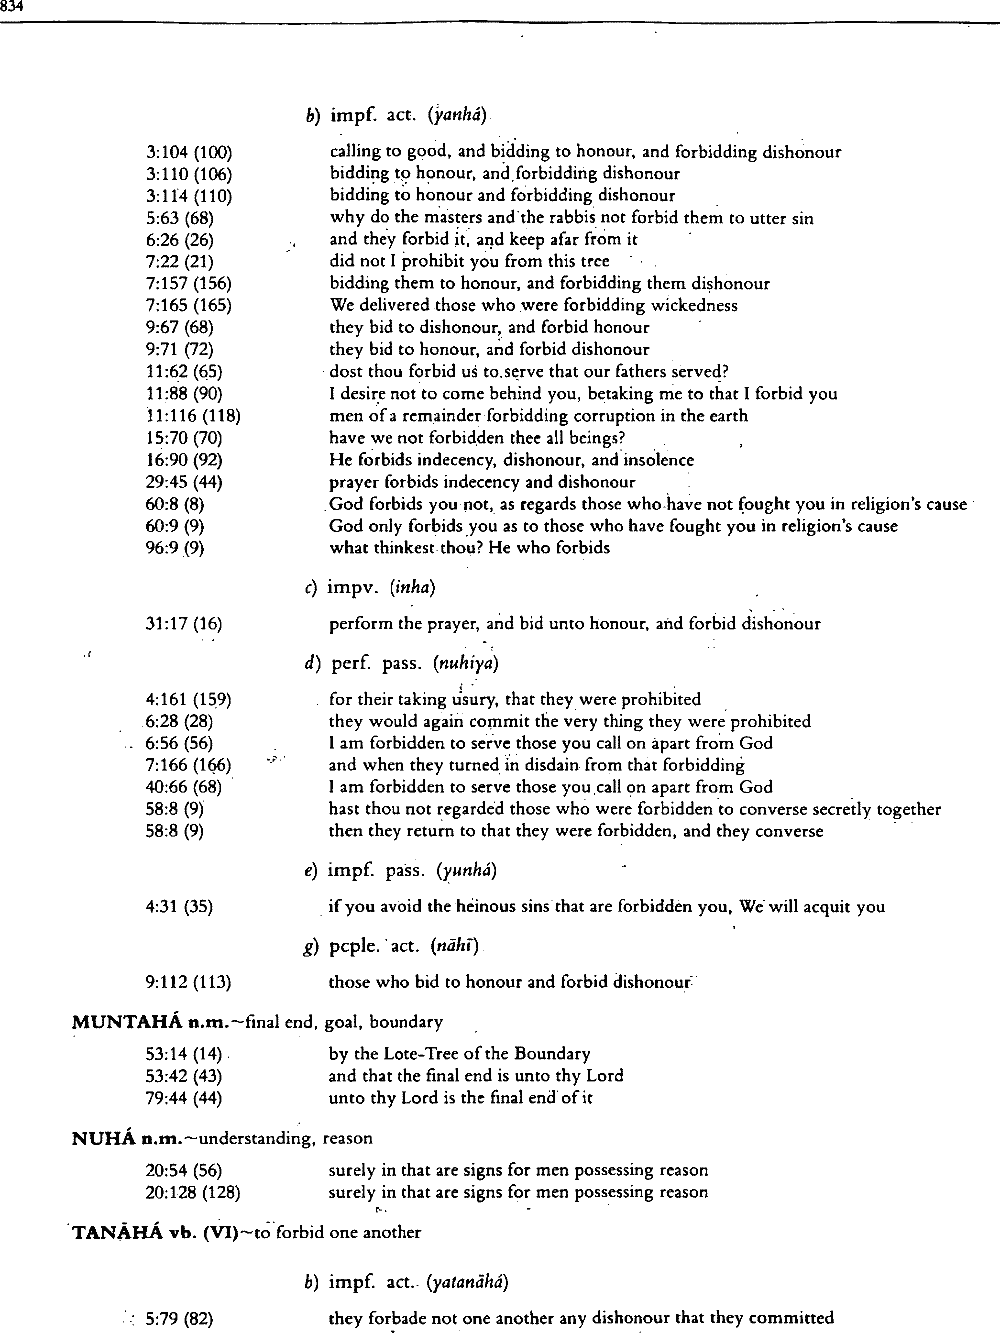 834
b) impf. act. (yanhá)
3:104 (100) calling to good, and bidding to honour, and forbidding dishonour
3:110 (106) bidding to honour, and forbidding dishonour
3:114 (110) bidding to honour and forbidding dishonour
5:63 (68) why do the masters and the rabbis not forbid them to utter sin
6:26 (26) and they forbid it, and keep afar from it
7:22 (21) did not I prohibit you from this tree
7:157 (156) bidding them to honour, and forbidding them dishonour
7:165 (165) We delivered those who were forbidding wickedness
9:67 (68) they bid to dishonour, and forbid honour
9:71 (72) they bid to honour, and forbid dishonour
11:62 (65) dost thou forbid us to serve that our fathers served?
11:88 (90) I desire not to come behind you, betaking me to that I forbid you
11:116 (118) men of a remainder forbidding corruption in the earth
15:70 (70) have we not forbidden thee all beings?
16:90 (92) He forbids indecency, dishonour, and insolence
29:45 (44) prayer forbids indecency and dishonour
60:8 (8) God forbids you not, as regards those who have not fought you in religion's cause
60:9 (9) God only forbids you as to those who have fought you in religion's cause
96:9 (9) what thinkest thou? He who forbids
c) impv. (inha)
31:17 (16) perform the prayer, and bid unto honour, and forbid dishonour
d) perf. pass. (nuhiya)
4:161 (159) for their taking usury, that they were prohibited
6:28 (28) they would again commit the very thing they were prohibited
6:56 (56) I am forbidden to serve those you call on apart from God
7:166 (166) and when they turned in disdain from that forbidding
40:66 (68) I am forbidden to serve those you call on apart from God
58:8 (9) hast thou not regarded those who were forbidden to converse secretly together
58:8 (9) then they return to that they were forbidden, and they converse
e) impf. pass. (yunhá)
4:31 (35) if you avoid the heinous sins that are forbidden you, We will acquit you
g) pcple. act. (nāhī)
9:112 (113) those who bid to honour and forbid dishonour
MUNTAHÁ n.m.~final end, goal, boundary
53:14 (14) by the Lote-Tree of the Boundary
53:42 (43) and that the final end is unto thy Lord
79:44 (44) unto thy Lord is the final end of it
NUHÁ n.m.~understanding, reason
20:54 (56) surely in that are signs for men possessing reason
20:128 (128) surely in that are signs for men possessing reason
TANĀHÁ vb. (VI)~to forbid one another
b) impf. act. (yatanāhá)
5:79 (82) they forbade not one another any dishonour that they committed